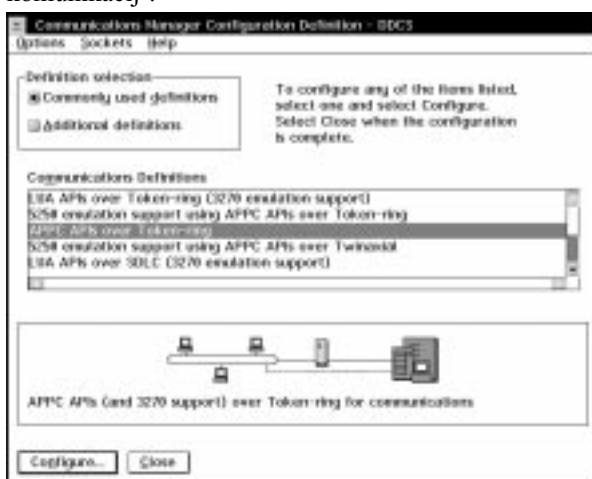 Communications Manager Configuration Definition - DDCS
Options Sockets Help
Definition selection
Commonly used definitions
Additional definitions
To configure any of the items listed,
select one and select Configure.
Select Close when the configuration
is complete.
Communications Definitions
LUA APIs over Token-ring (3270 emulation support)
5250 emulation support using APPC APIs over Token-ring
APPC APIs over Token-ring
5250 emulation support using APPC APIs over Twinaxial
LUA APIs over SDLC (3270 emulation support)
APPC APIs (and 3270 support) over Token-ring for communications
Configure... Close